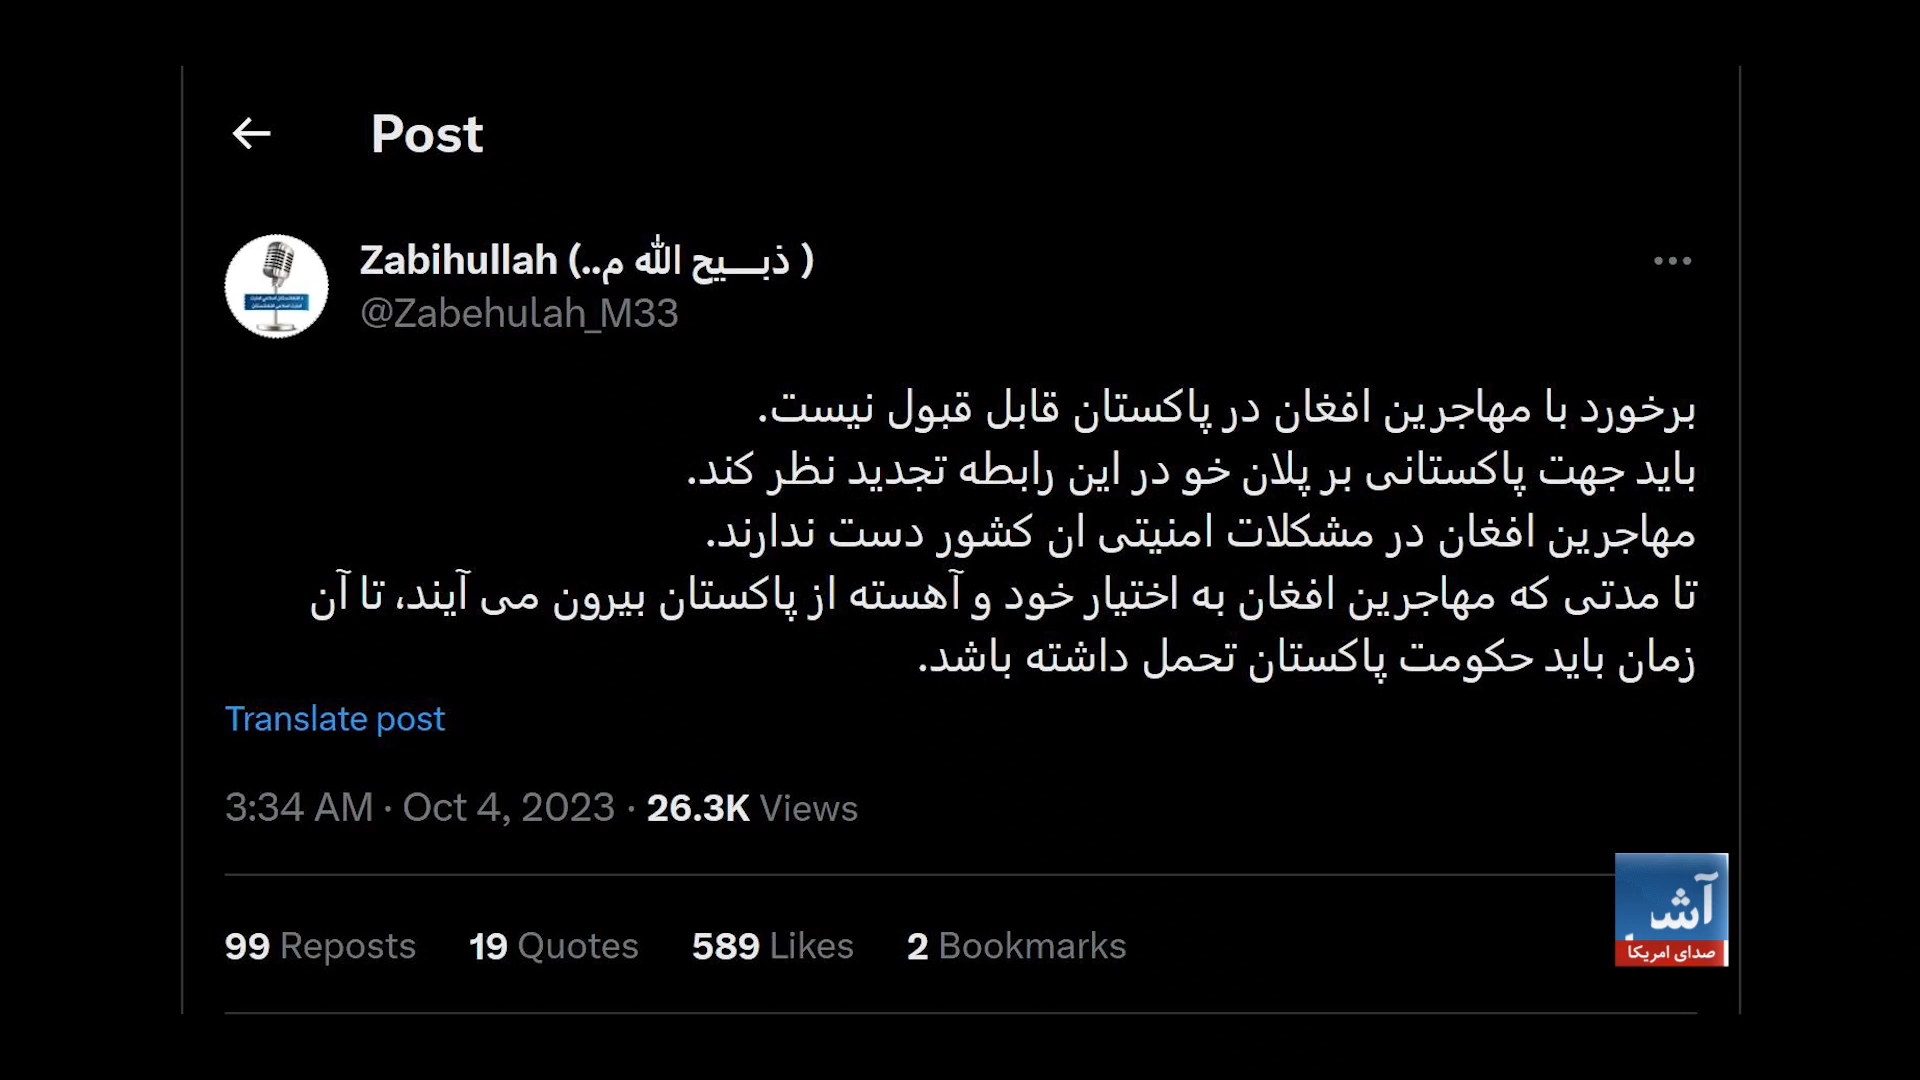 Post
Zabihullah (..ذبـــیح الله م )
@Zabehulah_M33
برخورد با مهاجرین افغان در پاکستان قابل قبول نیست.
باید جهت پاکستانی بر پلان خو در این رابطه تجدید نظر کند.
مهاجرین افغان در مشکلات امنیتی ان کشور دست ندارند.
تا مدتی که مهاجرین افغان به اختیار خود و آهسته از پاکستان بیرون می آیند، تا آن
زمان باید حکومت پاکستان تحمل داشته باشد.
Translate post
3:34 AM · Oct 4, 2023 · 26.3K Views
99 Reposts 19 Quotes 589 Likes 2 Bookmarks
صدای امریکا